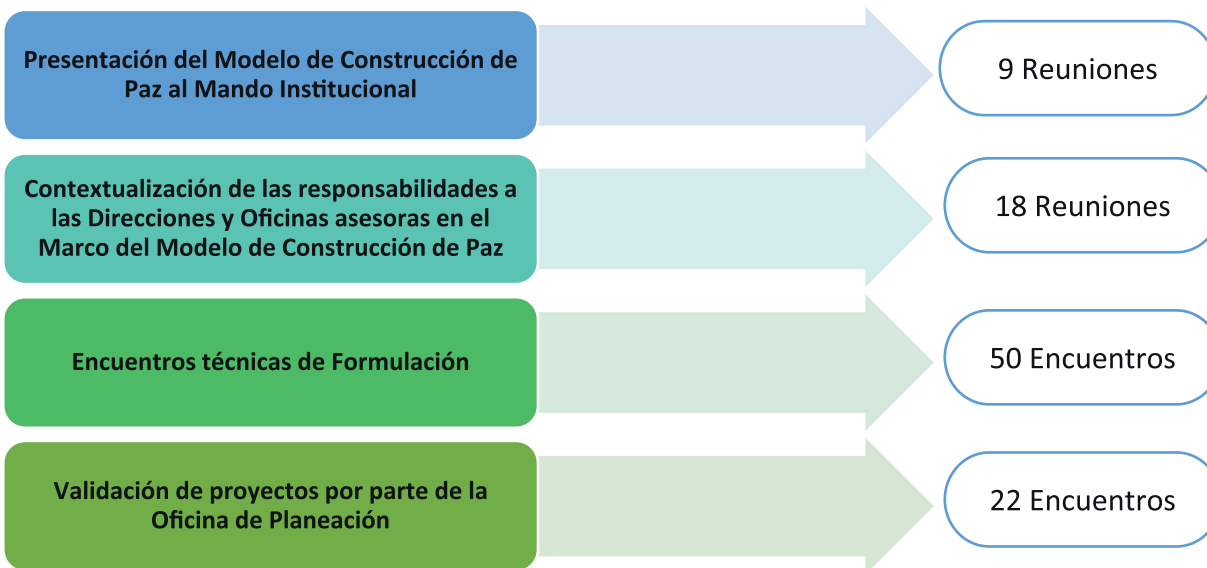 Presentación del Modelo de Construcción de
Paz al Mando Institucional
9 Reuniones
Contextualización de las responsabilidades a
las Direcciones y Oficinas asesoras en el
Marco del Modelo de Construcción de Paz
18 Reuniones
Encuentros técnicas de Formulación
50 Encuentros
Validación de proyectos por parte de la
Oficina de Planeación
22 Encuentros